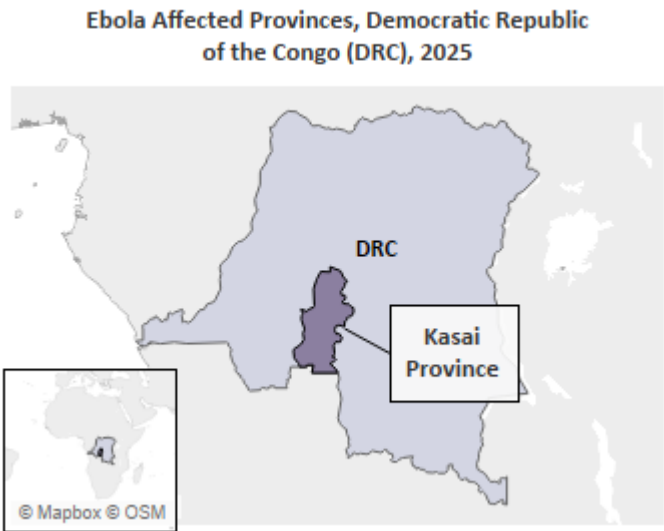 Ebola Affected Provinces, Democratic Republic
of the Congo (DRC), 2025
DRC
Kasai
Province
© Mapbox © OSM